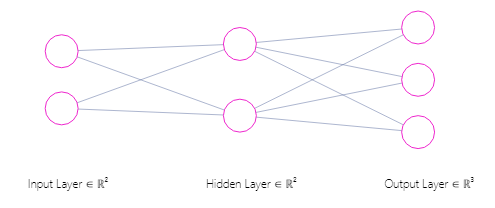 Input Layer ∈ ℝ² Hidden Layer ∈ ℝ² Output Layer ∈ ℝ³